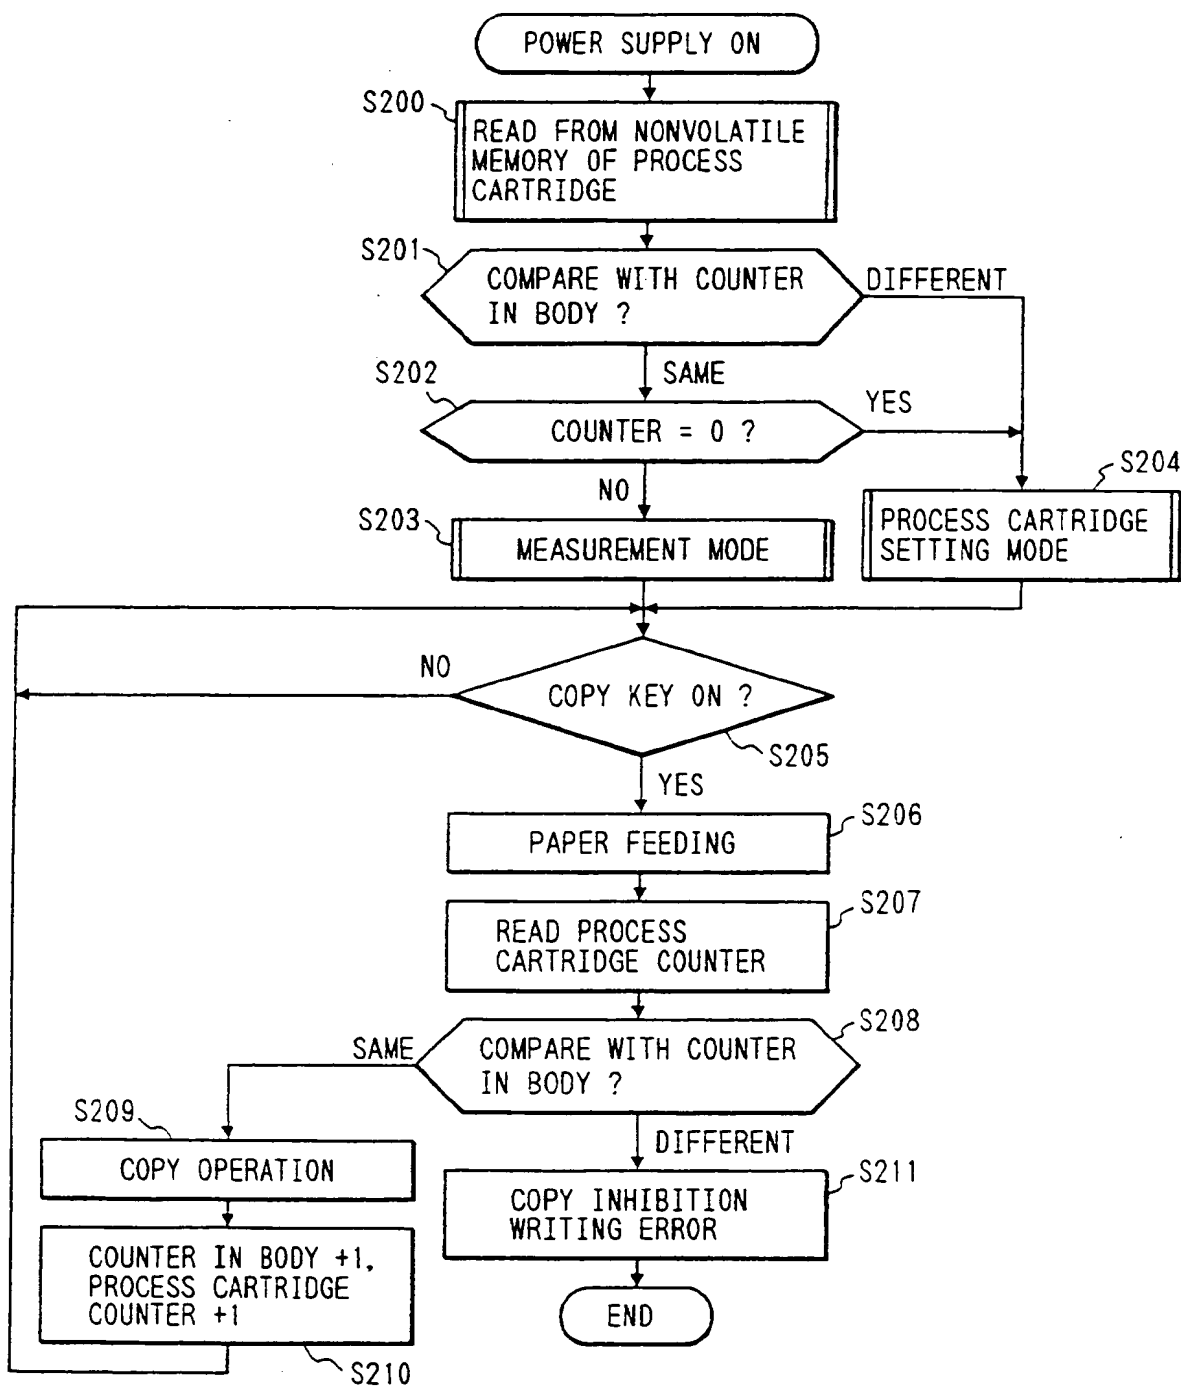 POWER SUPPLY ON
S200
READ FROM NONVOLATILE
MEMORY OF PROCESS
CARTRIDGE
S201
COMPARE WITH COUNTER
IN BODY ?
DIFFERENT
SAME
S202
COUNTER = 0 ?
YES
NO
S203
MEASUREMENT MODE
S204
PROCESS CARTRIDGE
SETTING MODE
NO
COPY KEY ON ?
S205
YES
S206
PAPER FEEDING
S207
READ PROCESS
CARTRIDGE COUNTER
S208
SAME
COMPARE WITH COUNTER
IN BODY ?
S209
COPY OPERATION
DIFFERENT
S211
COPY INHIBITION
WRITING ERROR
COUNTER IN BODY +1,
PROCESS CARTRIDGE
COUNTER +1
S210
END